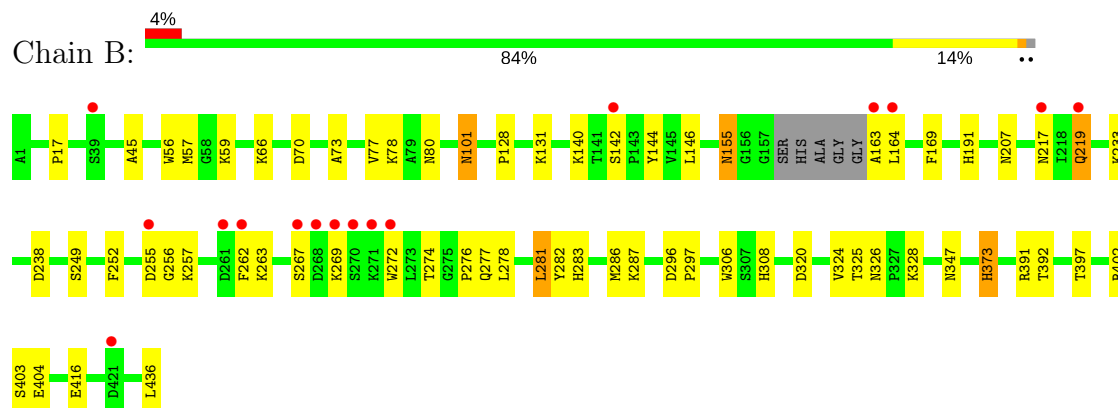 4%
Chain B:
84% 14% ••
A1 P17 S39 A45 W56 M57 G58 K59 K66 D70 A73 V77 K78 A79 N80 N101 P128 K131 K140 T141 S142 P143 Y144 V145 L146 N155 G156 G157 SER HIS ALA GLY GLY A163 L164 F169 H191 N207 N217 I218 Q219
D238 S249 F252 D255 G256 K257 D261 F262 K263 S267 D268 K269 S270 K271 W272 L273 T274 G275 P276 Q277 L278 L281 Y282 H283 M286 K287 D296 P297 W306 S307 H308 D320 V324 T325 N326 P327 K328 N347 H373 R391 T392 T397
S403 E404 E416 D421 L436